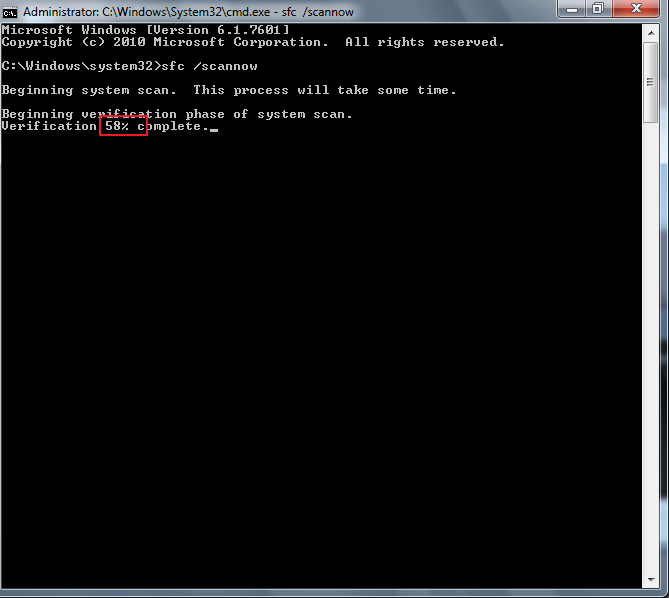 Administrator: C:\Windows\System32\cmd.exe - sfc /scannow
Microsoft Windows [Version 6.1.7601]
Copyright (c) 2010 Microsoft Corporation.  All rights reserved.
C:\Windows\system32>sfc /scannow
Beginning system scan.  This process will take some time.
Beginning verification phase of system scan.
Verification 58% complete.